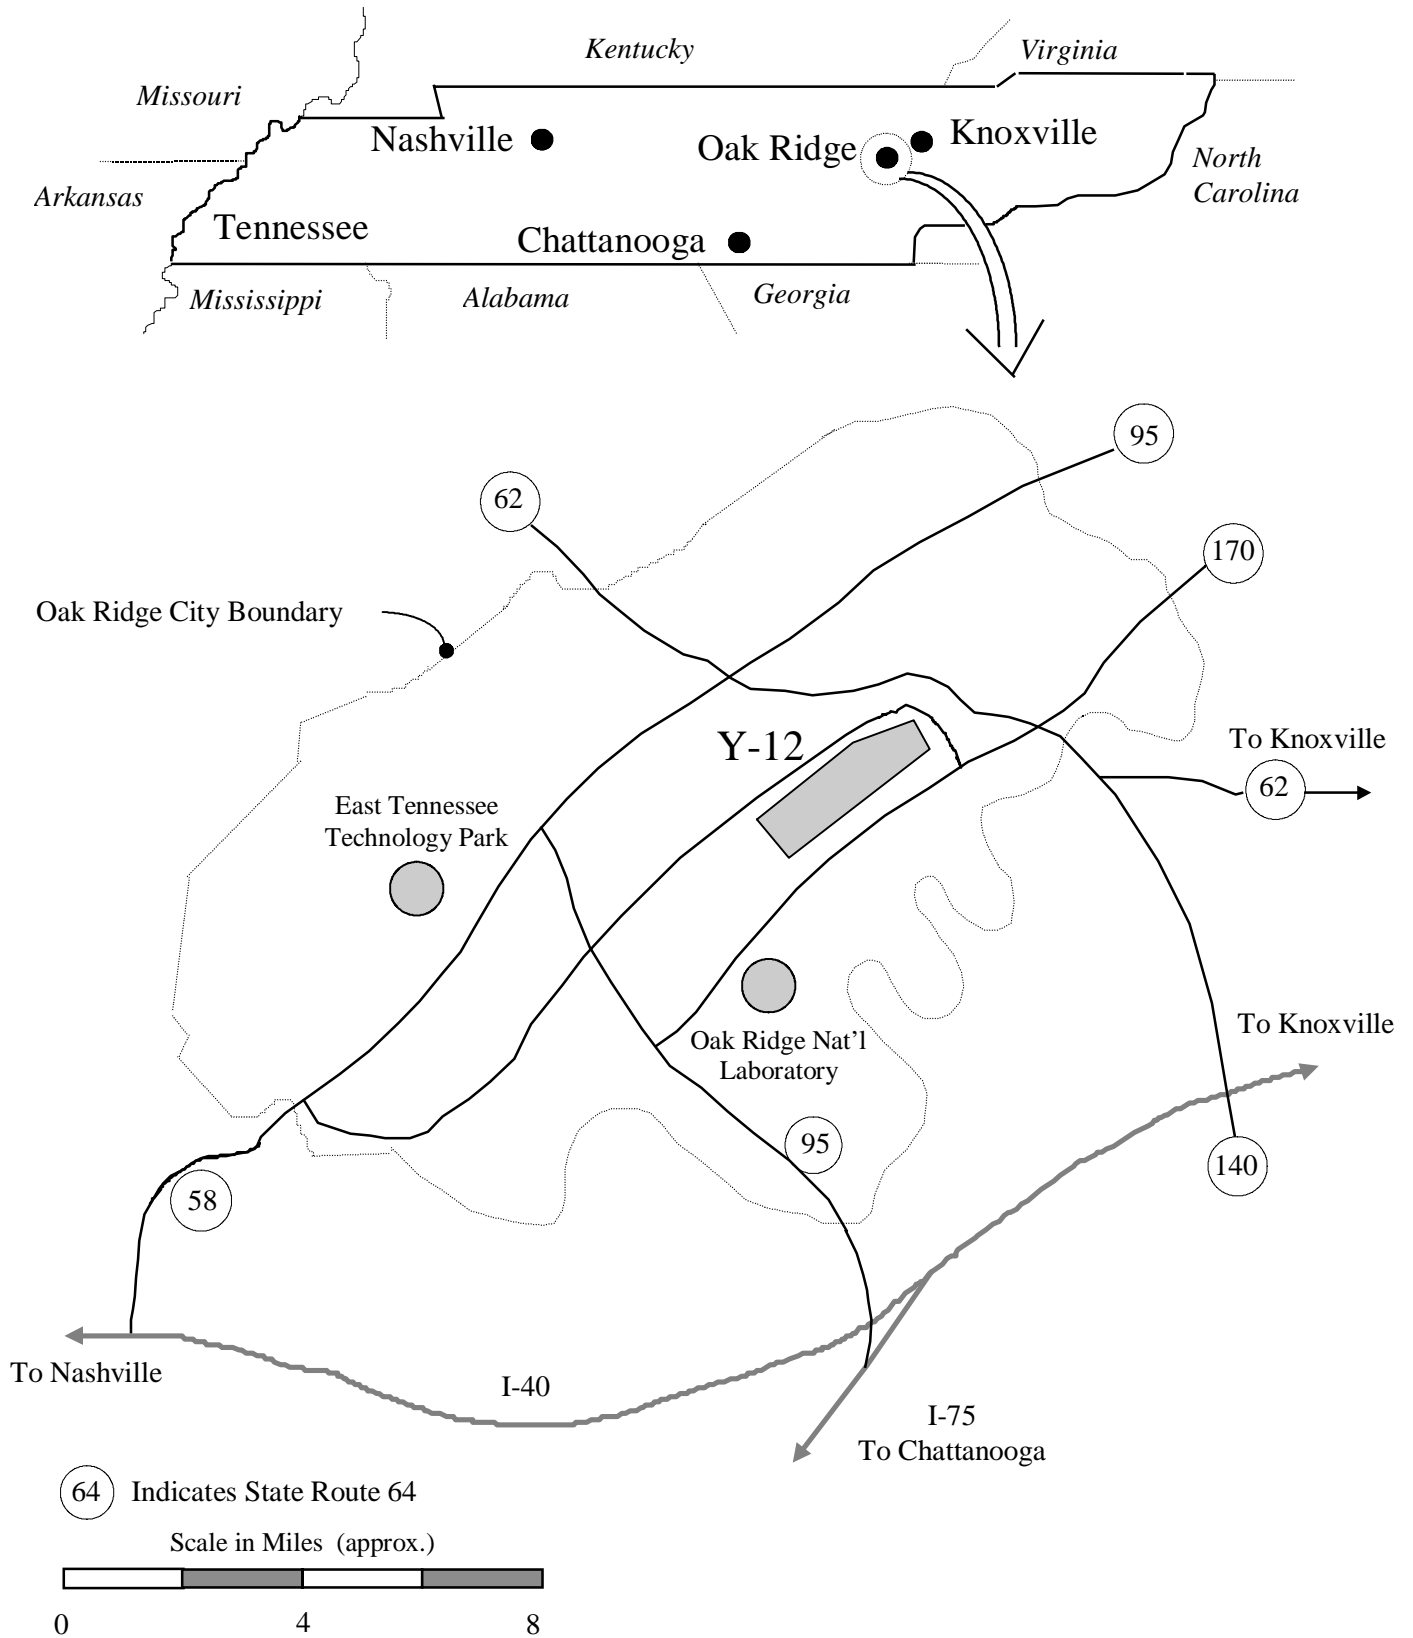 Kentucky
Virginia
Missouri
Nashville
Oak Ridge
Knoxville
North
Carolina
Arkansas
Tennessee
Chattanooga
Mississippi
Alabama
Georgia
95
62
170
Oak Ridge City Boundary
Y-12
To Knoxville
62
East Tennessee
Technology Park
To Knoxville
Oak Ridge Nat'l
Laboratory
95
140
58
To Nashville
I-40
I-75
To Chattanooga
64 Indicates State Route 64
Scale in Miles (approx.)
0 4 8